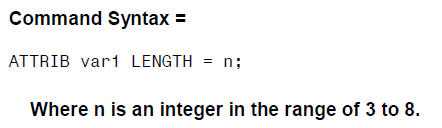 Command Syntax =
ATTRIB var1 LENGTH = n;
Where n is an integer in the range of 3 to 8.